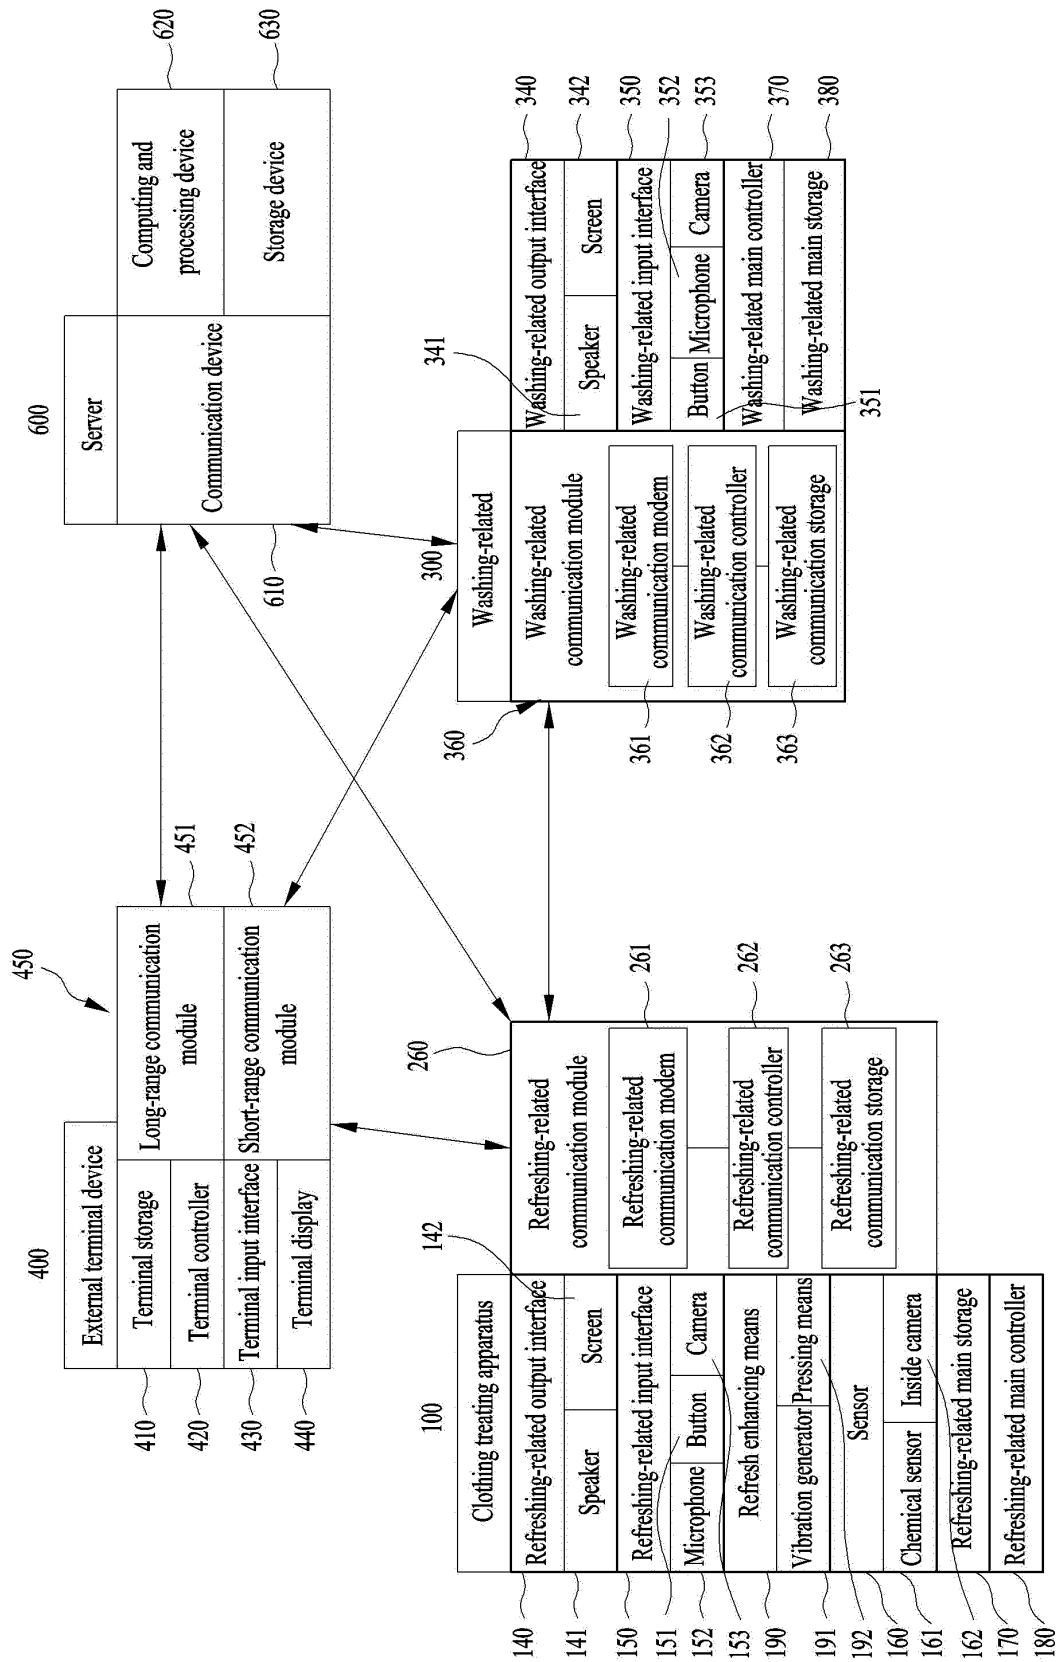 400
External terminal device
Terminal storage
Terminal controller
Terminal input interface
Terminal display
410
420
430
440
450
Long-range communication
module
451
Short-range communication
module
452
600
Server
Communication device
610
Computing and
processing device
620
Storage device
630
100
Clothing treating apparatus
Refreshing-related output interface
140
Speaker
141
Screen
142
Refreshing-related input interface
150
Microphone
Button
Camera
151
152
153
Refresh enhancing means
190
Vibration generator
Pressing means
191
192
Sensor
160
Chemical sensor
Inside camera
161
162
Refreshing-related main storage
170
Refreshing-related main controller
180
260
Refreshing-related
communication module
Refreshing-related
communication modem
261
Refreshing-related
communication controller
262
Refreshing-related
communication storage
263
300
Washing-related
360
Washing-related
communication module
Washing-related
communication modem
361
Washing-related
communication controller
362
Washing-related
communication storage
363
Washing-related output interface
340
Speaker
341
Screen
342
Washing-related input interface
350
Button
Microphone
Camera
351
352
353
Washing-related main controller
370
Washing-related main storage
380